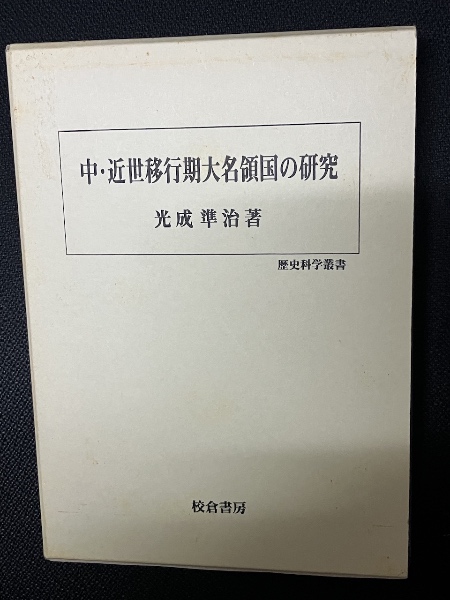 中・近世移行期大名領国の研究
光成準治著
歴史科学叢書
校倉書房